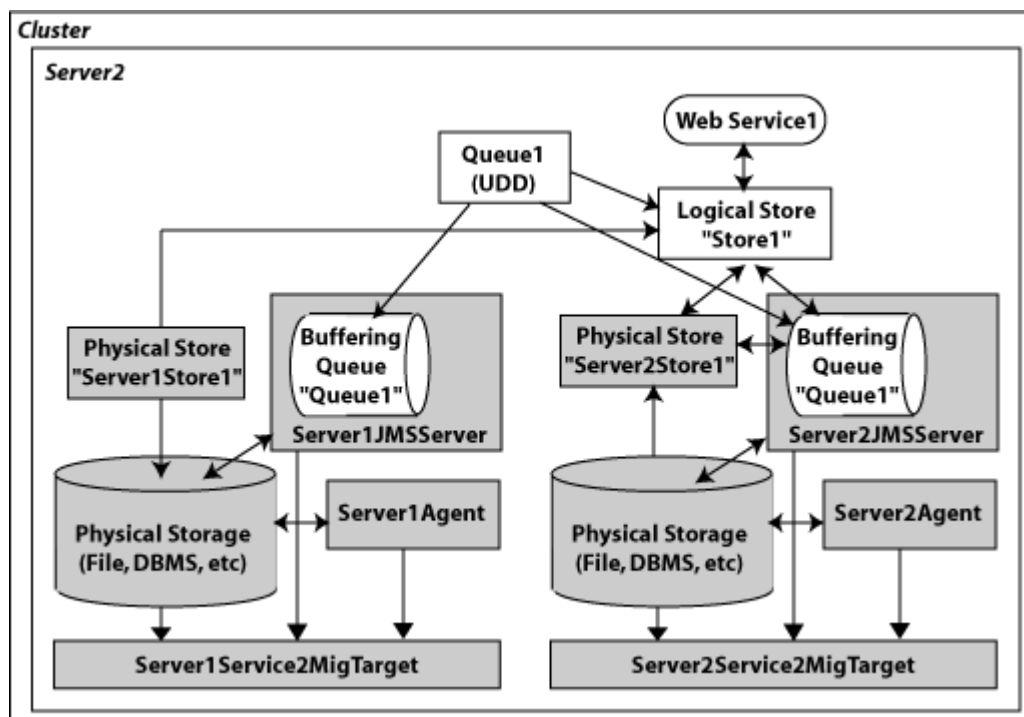 Cluster
Server2
Web Service1
Queue1
(UDD)
Logical Store
"Store1"
Physical Store
"Server1Store1"
Buffering
Queue
"Queue1"
Server1JMSServer
Physical Store
"Server2Store1"
Buffering
Queue
"Queue1"
Server2JMSServer
Physical Storage
(File, DBMS, etc)
Server1Agent
Physical Storage
(File, DBMS, etc)
Server2Agent
Server1Service2MigTarget
Server2Service2MigTarget